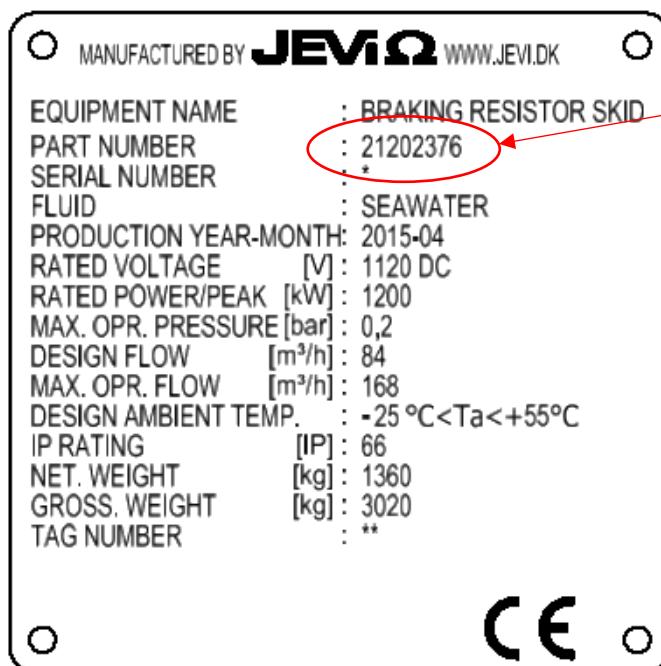 MANUFACTURED BY JEVi Ω WWW.JEVI.DK
EQUIPMENT NAME : BRAKING RESISTOR SKID
PART NUMBER : 21202376
SERIAL NUMBER : *
FLUID : SEAWATER
PRODUCTION YEAR-MONTH: 2015-04
RATED VOLTAGE [V] : 1120 DC
RATED POWER/PEAK [kW] : 1200
MAX. OPR. PRESSURE [bar] : 0,2
DESIGN FLOW [m³/h] : 84
MAX. OPR. FLOW [m³/h] : 168
DESIGN AMBIENT TEMP. : -25 °C<Ta<+55°C
IP RATING [IP] : 66
NET. WEIGHT [kg] : 1360
GROSS. WEIGHT [kg] : 3020
TAG NUMBER : **
CE